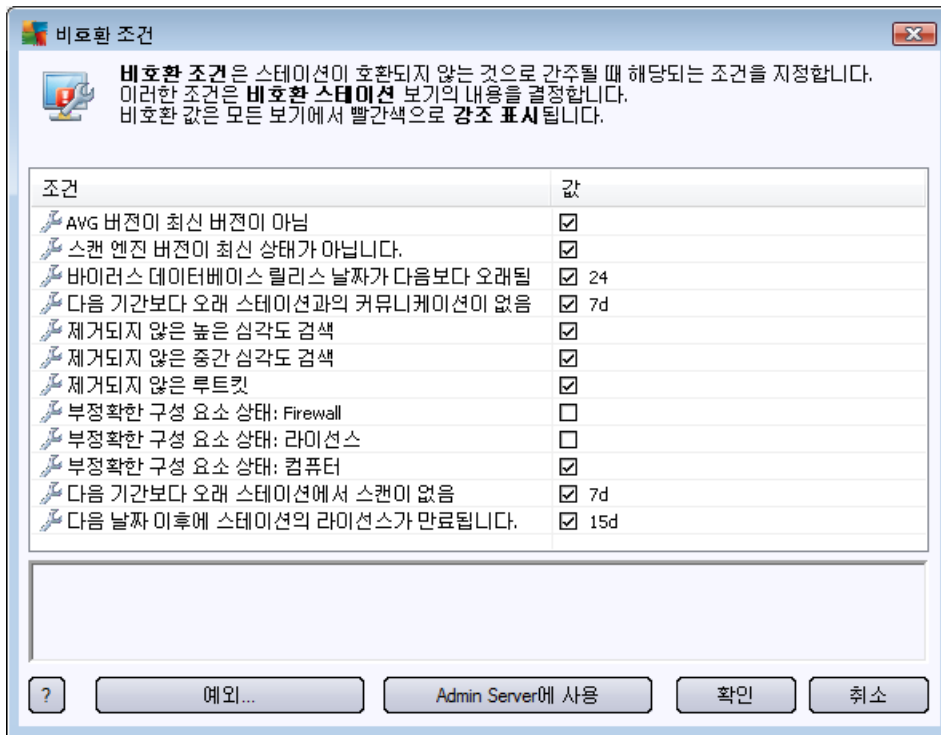 비호환 조건
비호환 조건은 스테이션이 호환되지 않는 것으로 간주될 때 해당되는 조건을 지정합니다.
이러한 조건은 비호환 스테이션 보기의 내용을 결정합니다.
비호환 값은 모든 보기에서 빨간색으로 강조 표시됩니다.
조건 값
AVG 버전이 최신 버전이 아님
스캔 엔진 버전이 최신 상태가 아닙니다.
바이러스 데이터베이스 릴리스 날짜가 다음보다 오래됨 24
다음 기간보다 오래 스테이션과의 커뮤니케이션이 없음 7d
제거되지 않은 높은 심각도 검색
제거되지 않은 중간 심각도 검색
제거되지 않은 루트킷
부정확한 구성 요소 상태: Firewall
부정확한 구성 요소 상태: 라이선스
부정확한 구성 요소 상태: 컴퓨터
다음 기간보다 오래 스테이션에서 스캔이 없음 7d
다음 날짜 이후에 스테이션의 라이선스가 만료됩니다. 15d
? 예외... Admin Server에 사용 확인 취소